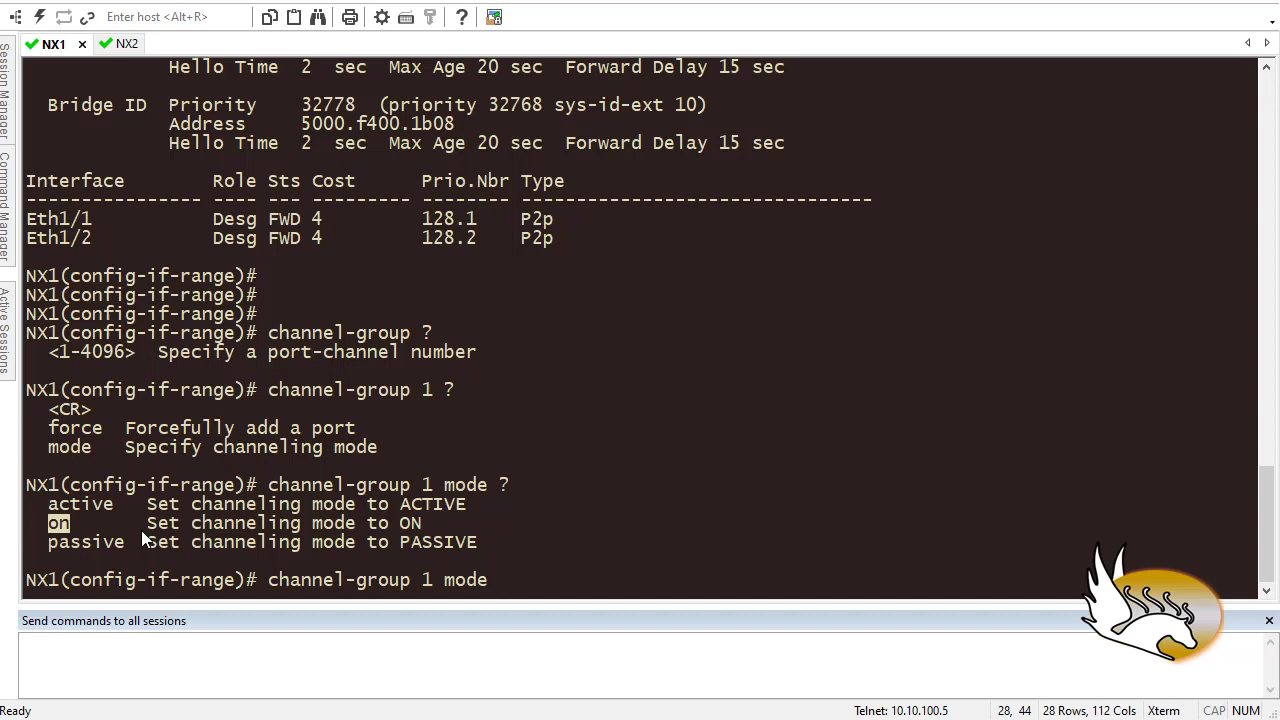 Enter host <Alt+R>
NX1
NX2
Session Manager
Command Manager
Active Sessions
Hello Time 2 sec Max Age 20 sec Forward Delay 15 sec
Bridge ID Priority 32778 (priority 32768 sys-id-ext 10)
Address 5000.f400.1b08
Hello Time 2 sec Max Age 20 sec Forward Delay 15 sec
Interface Role Sts Cost Prio.Nbr Type
---------------- ---- --- --------- -------- --------------------------------
Eth1/1 Desg FWD 4 128.1 P2p
Eth1/2 Desg FWD 4 128.2 P2p
NX1(config-if-range)#
NX1(config-if-range)#
NX1(config-if-range)#
NX1(config-if-range)# channel-group ?
<1-4096> Specify a port-channel number
NX1(config-if-range)# channel-group 1 ?
<CR>
force Forcefully add a port
mode Specify channeling mode
NX1(config-if-range)# channel-group 1 mode ?
active Set channeling mode to ACTIVE
on Set channeling mode to ON
passive Set channeling mode to PASSIVE
NX1(config-if-range)# channel-group 1 mode
Send commands to all sessions
Ready Telnet: 10.10.100.5 28, 44 28 Rows, 112 Cols Xterm CAP NUM